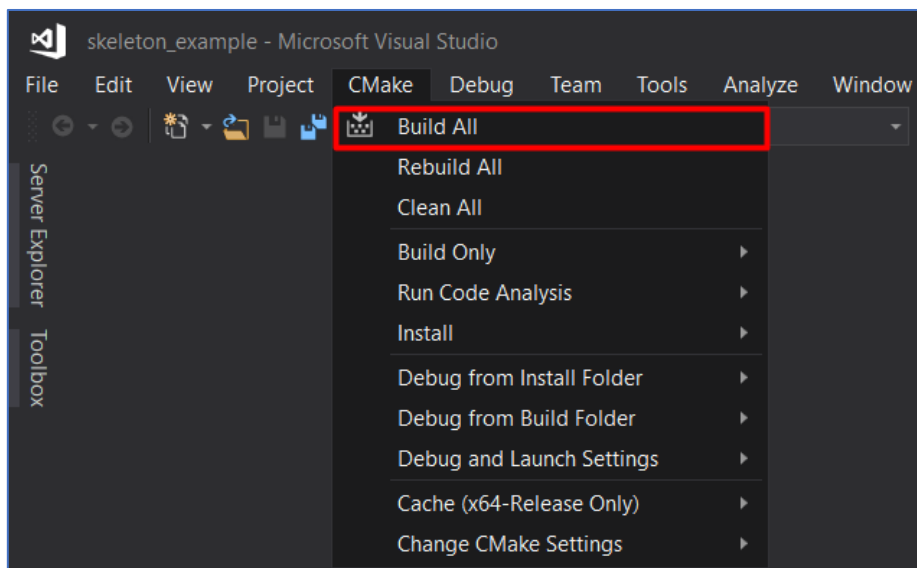 skeleton_example - Microsoft Visual Studio
File Edit View Project CMake Debug Team Tools Analyze Window
Build All
Rebuild All
Clean All
Build Only
Run Code Analysis
Install
Debug from Install Folder
Debug from Build Folder
Debug and Launch Settings
Cache (x64-Release Only)
Change CMake Settings
Server Explorer
Toolbox